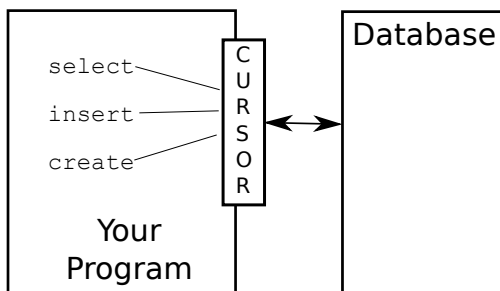 select
insert
create
Your
Program
C
U
R
S
O
R
Database